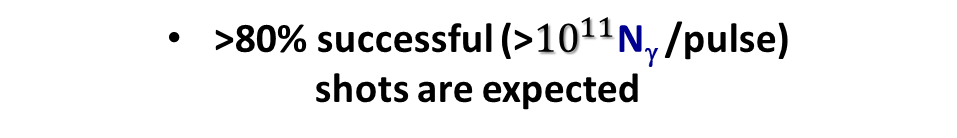 • >80% successful (>10¹¹Nᵧ/pulse)
shots are expected